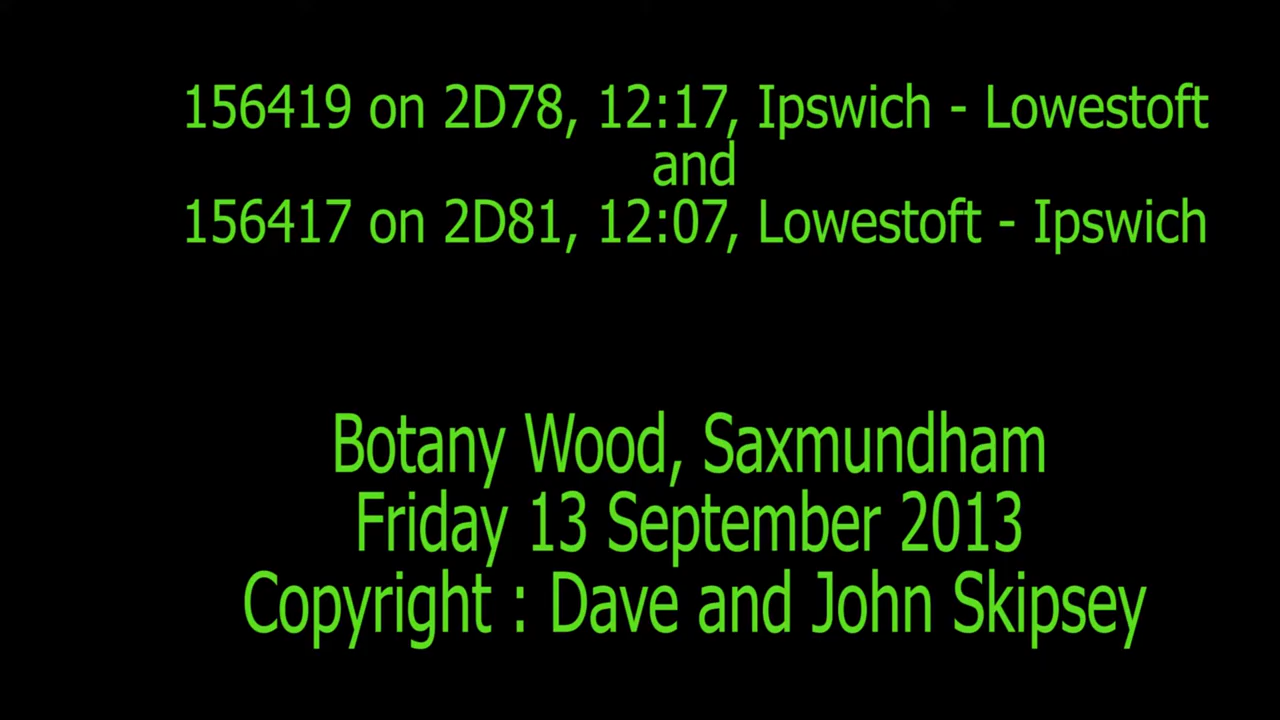 156419 on 2D78, 12:17, Ipswich - Lowestoft
and
156417 on 2D81, 12:07, Lowestoft - Ipswich
Botany Wood, Saxmundham
Friday 13 September 2013
Copyright : Dave and John Skipsey